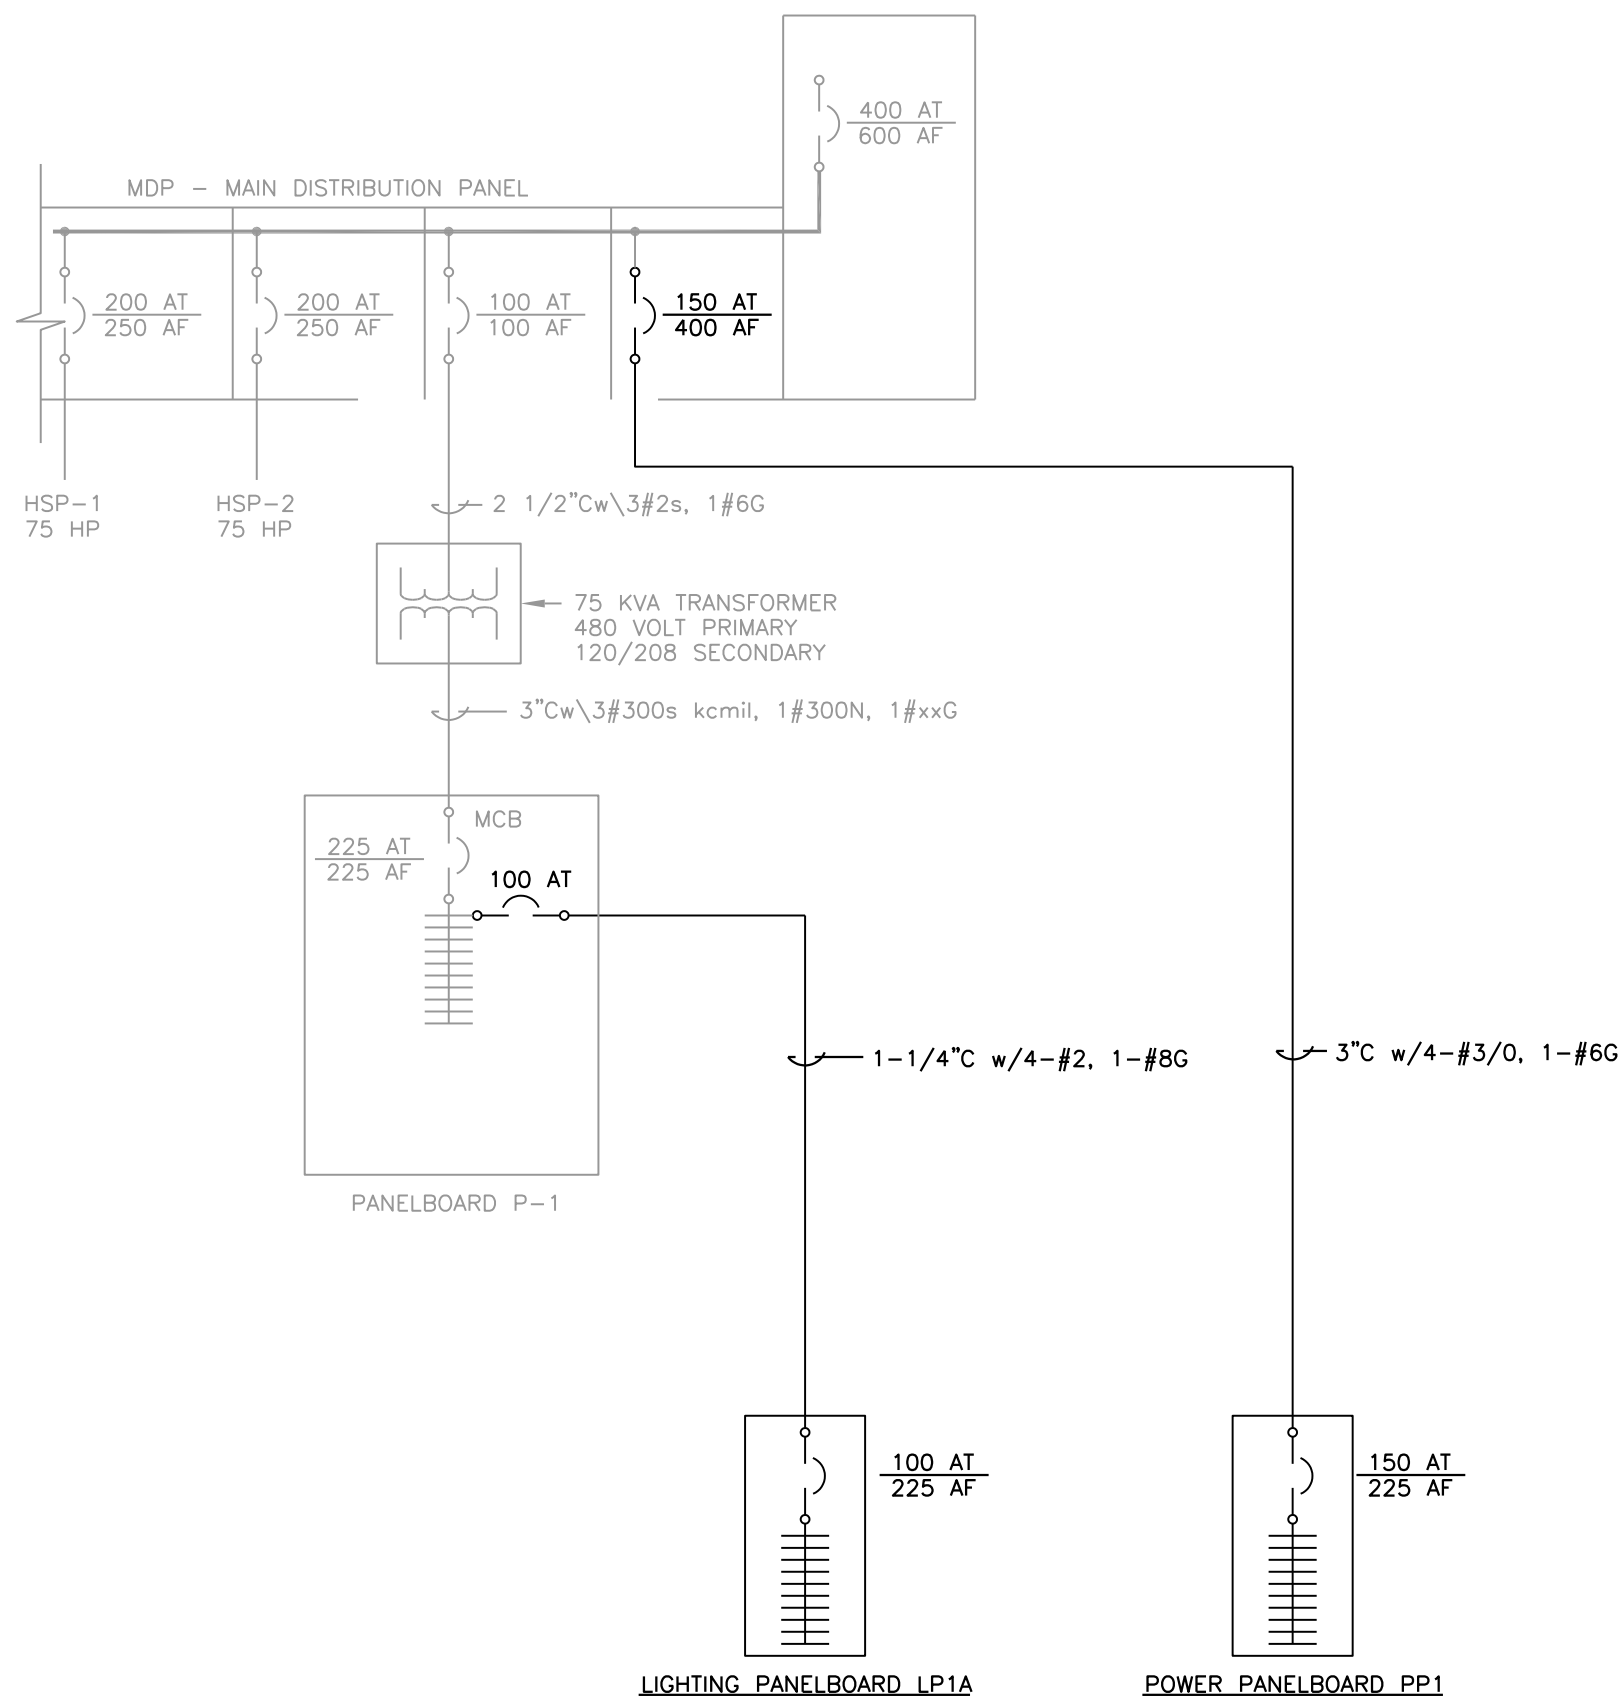 400 AT
600 AF
MDP - MAIN DISTRIBUTION PANEL
200 AT
250 AF
200 AT
250 AF
100 AT
100 AF
150 AT
400 AF
HSP-1
75 HP
HSP-2
75 HP
2 1/2"Cw\3#2s, 1#6G
75 KVA TRANSFORMER
480 VOLT PRIMARY
120/208 SECONDARY
3"Cw\3#300s kcmil, 1#300N, 1#xxG
MCB
225 AT
225 AF
100 AT
1-1/4"C w/4-#2, 1-#8G
3"C w/4-#3/0, 1-#6G
PANELBOARD P-1
100 AT
225 AF
150 AT
225 AF
LIGHTING PANELBOARD LP1A
POWER PANELBOARD PP1